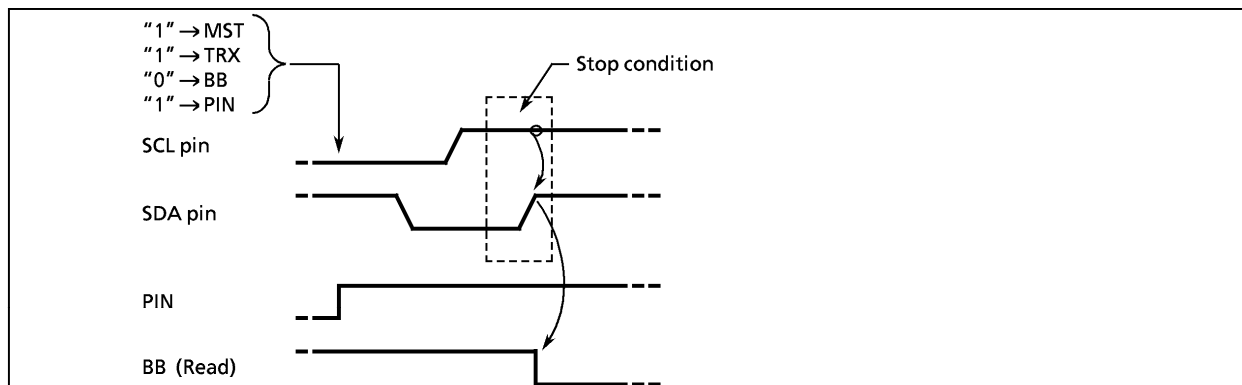 “1” → MST
“1” → TRX
“0” → BB
“1” → PIN
Stop condition
SCL pin
SDA pin
PIN
BB (Read)